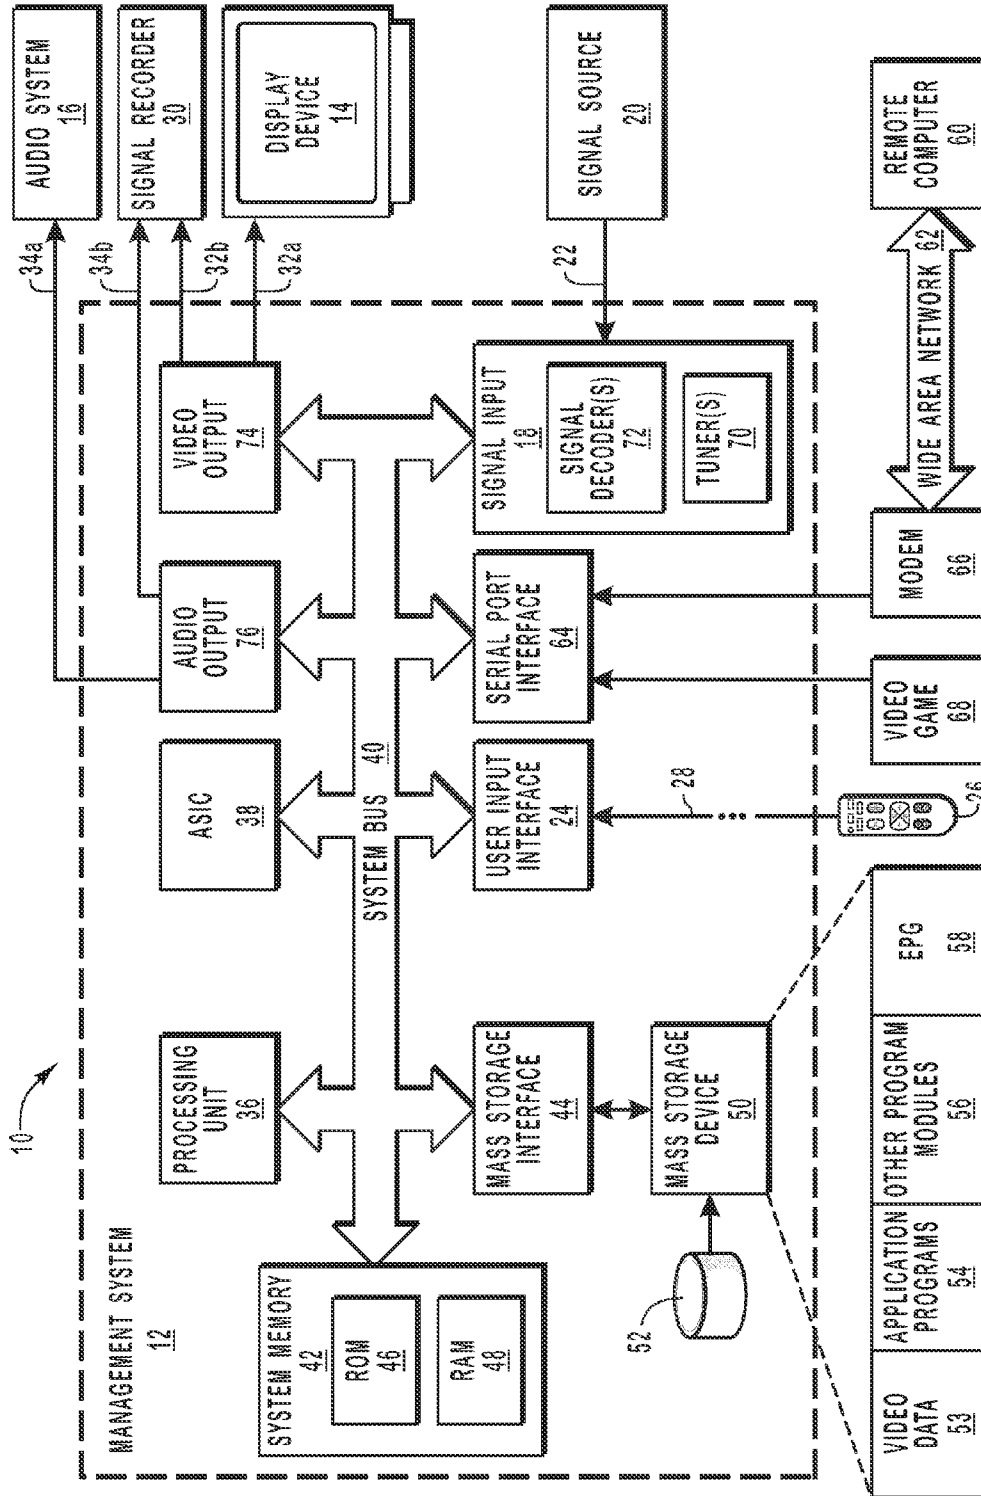 10
MANAGEMENT SYSTEM
12
SYSTEM MEMORY
42
ROM
46
RAM
48
PROCESSING
UNIT
36
ASIC
38
AUDIO
OUTPUT
76
VIDEO
OUTPUT
74
SYSTEM BUS
40
MASS STORAGE
INTERFACE
44
USER INPUT
INTERFACE
24
SERIAL PORT
INTERFACE
64
SIGNAL INPUT
18
SIGNAL
DECODER(S)
72
TUNER(S)
70
MASS STORAGE
DEVICE
50
52
34a
34b
32b
32a
22
AUDIO SYSTEM
16
SIGNAL RECORDER
30
DISPLAY
DEVICE
14
SIGNAL SOURCE
20
28
26
VIDEO
GAME
68
MODEM
66
WIDE AREA NETWORK 62
REMOTE
COMPUTER
60
VIDEO
DATA
53
APPLICATION
PROGRAMS
54
OTHER PROGRAM
MODULES
56
EPG
58